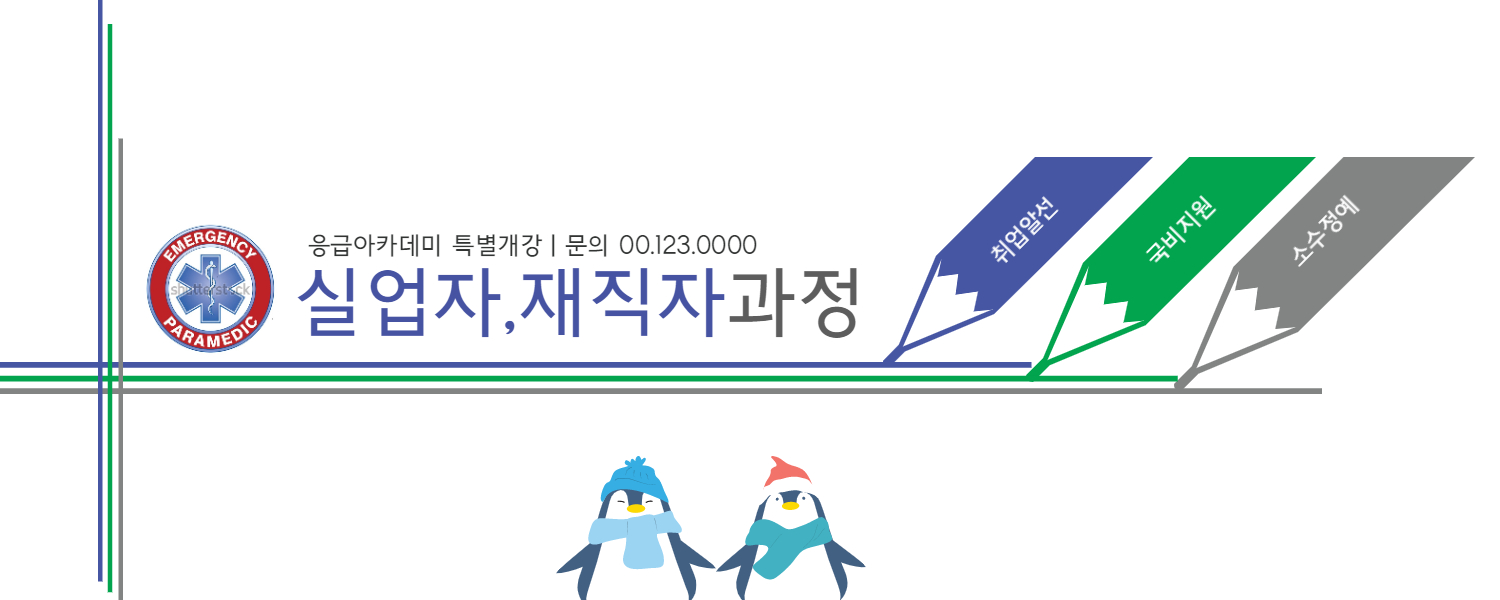 응급아카데미 특별개강 | 문의 00.123.0000
실업자,재직자과정
EMERGENCY
shutterstock
PARAMEDIC
취업알선
국비지원
소수정예